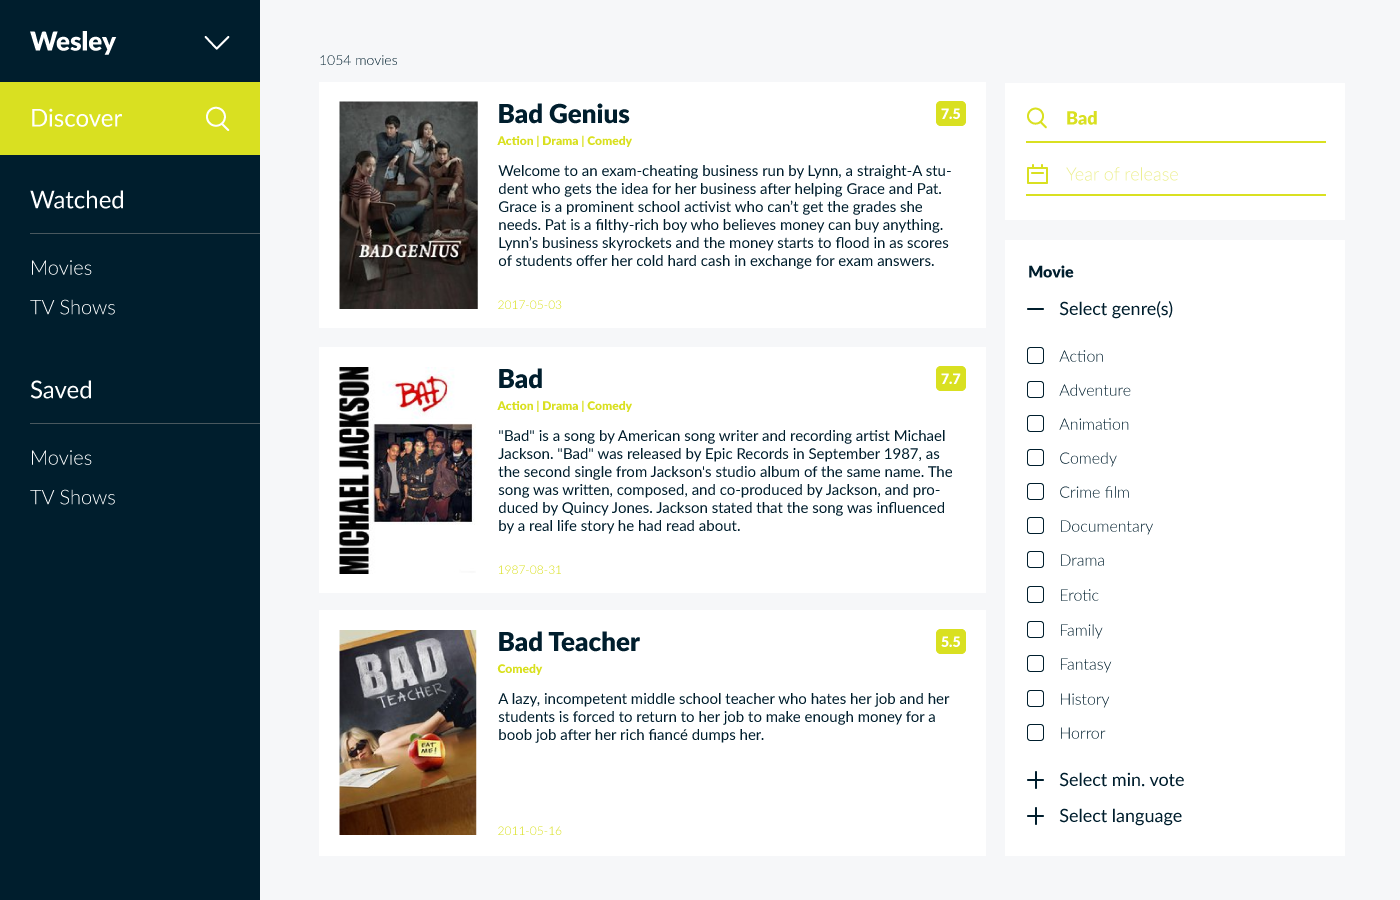 Wesley
Discover
Watched
Movies
TV Shows
Saved
Movies
TV Shows
1054 movies
BAD GENIUS
Bad Genius
7.5
Action | Drama | Comedy
Welcome to an exam-cheating business run by Lynn, a straight-A stu-
dent who gets the idea for her business after helping Grace and Pat.
Grace is a prominent school activist who can't get the grades she
needs. Pat is a filthy-rich boy who believes money can buy anything.
Lynn's business skyrockets and the money starts to flood in as scores
of students offer her cold hard cash in exchange for exam answers.
2017-05-03
MICHAEL JACKSON
BAD
Bad
7.7
Action | Drama | Comedy
"Bad" is a song by American song writer and recording artist Michael
Jackson. "Bad" was released by Epic Records in September 1987, as
the second single from Jackson's studio album of the same name. The
song was written, composed, and co-produced by Jackson, and pro-
duced by Quincy Jones. Jackson stated that the song was influenced
by a real life story he had read about.
1987-08-31
BAD
TEACHER
EAT
ME!
Bad Teacher
5.5
Comedy
A lazy, incompetent middle school teacher who hates her job and her
students is forced to return to her job to make enough money for a
boob job after her rich fiancé dumps her.
2011-05-16
Bad
Year of release
Movie
Select genre(s)
Action
Adventure
Animation
Comedy
Crime film
Documentary
Drama
Erotic
Family
Fantasy
History
Horror
Select min. vote
Select language